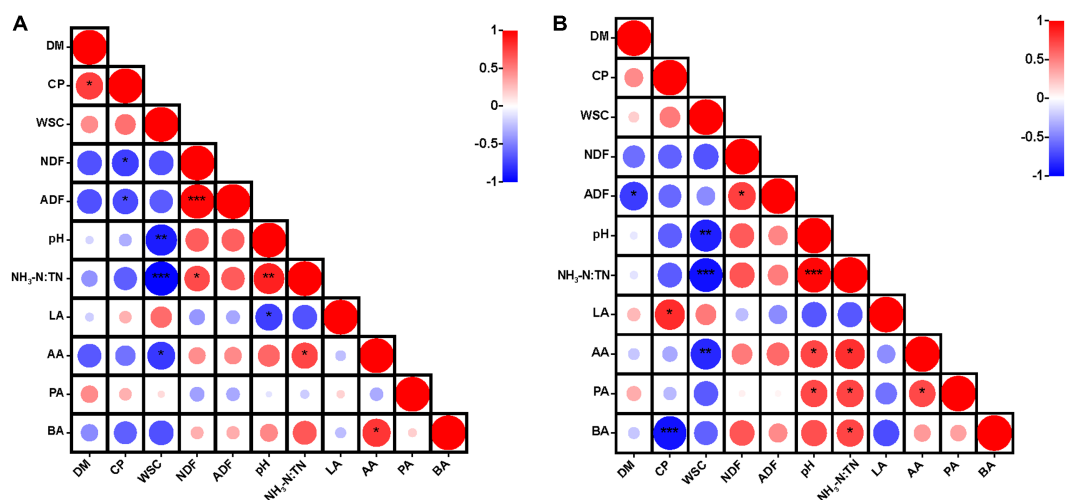 A
DM
CP
*
WSC
NDF
*
ADF
*
***
pH
**
NH3-N:TN
***
*
**
LA
*
AA
*
*
PA
BA
*
DM
CP
WSC
NDF
ADF
pH
NH3-N:TN
LA
AA
PA
BA
1
0.5
0
-0.5
-1
B
DM
CP
WSC
NDF
ADF
*
*
pH
**
NH3-N:TN
***
***
LA
*
AA
**
*
*
PA
*
*
*
BA
***
*
DM
CP
WSC
NDF
ADF
pH
NH3-N:TN
LA
AA
PA
BA
1
0.5
0
-0.5
-1